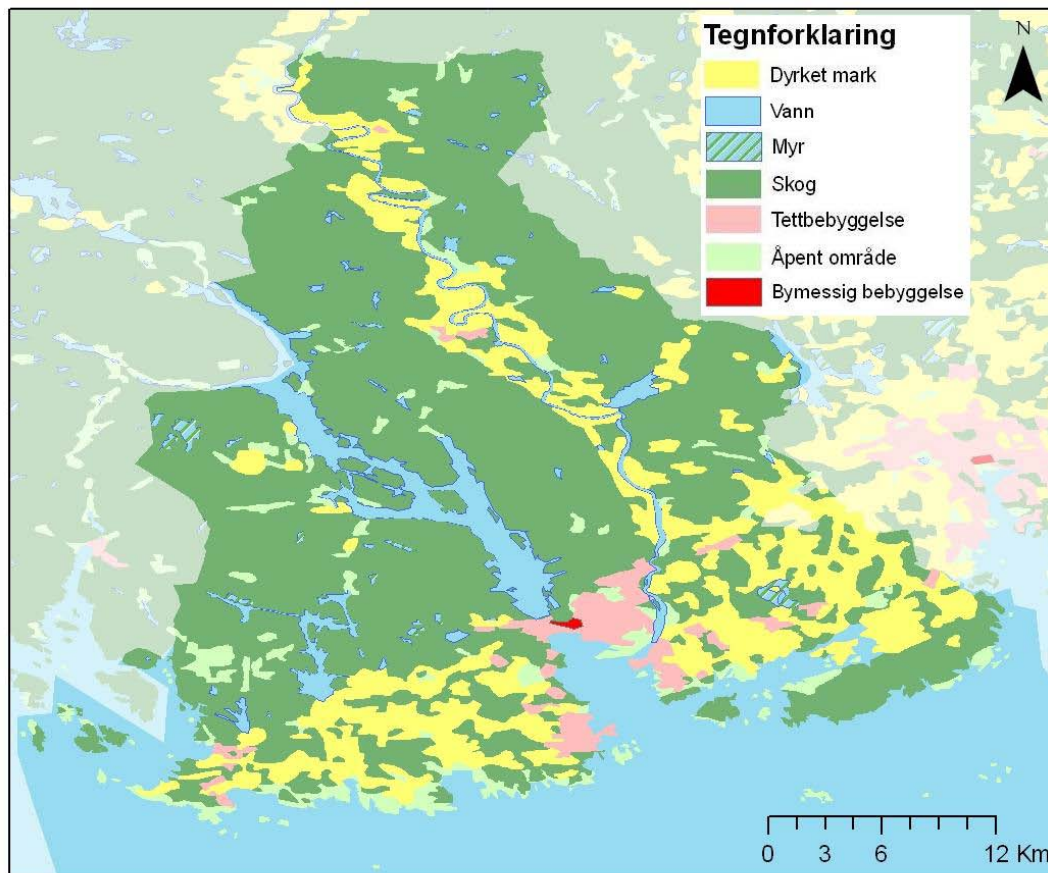 Tegnforklaring
N
Dyrket mark
Vann
Myr
Skog
Tettbebyggelse
Åpent område
Bymessig bebyggelse
0 3 6 12 Km